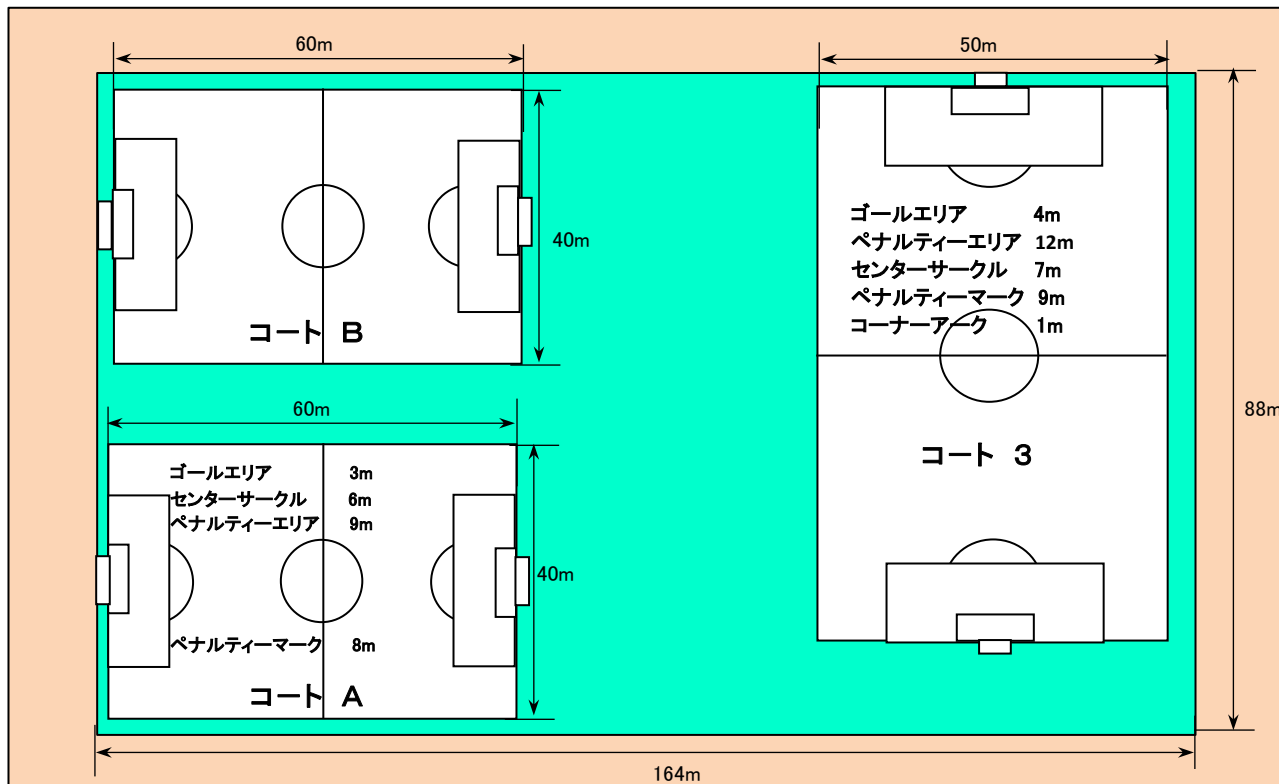 60m
50m
40m
コート B
ゴールエリア 4m
ペナルティーエリア 12m
センターサークル 7m
ペナルティーマーク 9m
コーナーアーク 1m
コート 3
88m
60m
ゴールエリア 3m
センターサークル 6m
ペナルティーエリア 9m
40m
ペナルティーマーク 8m
コート A
164m